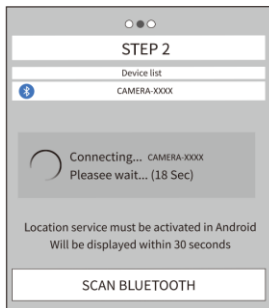 STEP 2
Device list
CAMERA-XXXX
Connecting... CAMERA-XXXX
Pleasee wait... (18 Sec)
Location service must be activated in Android
Will be displayed within 30 seconds
SCAN BLUETOOTH